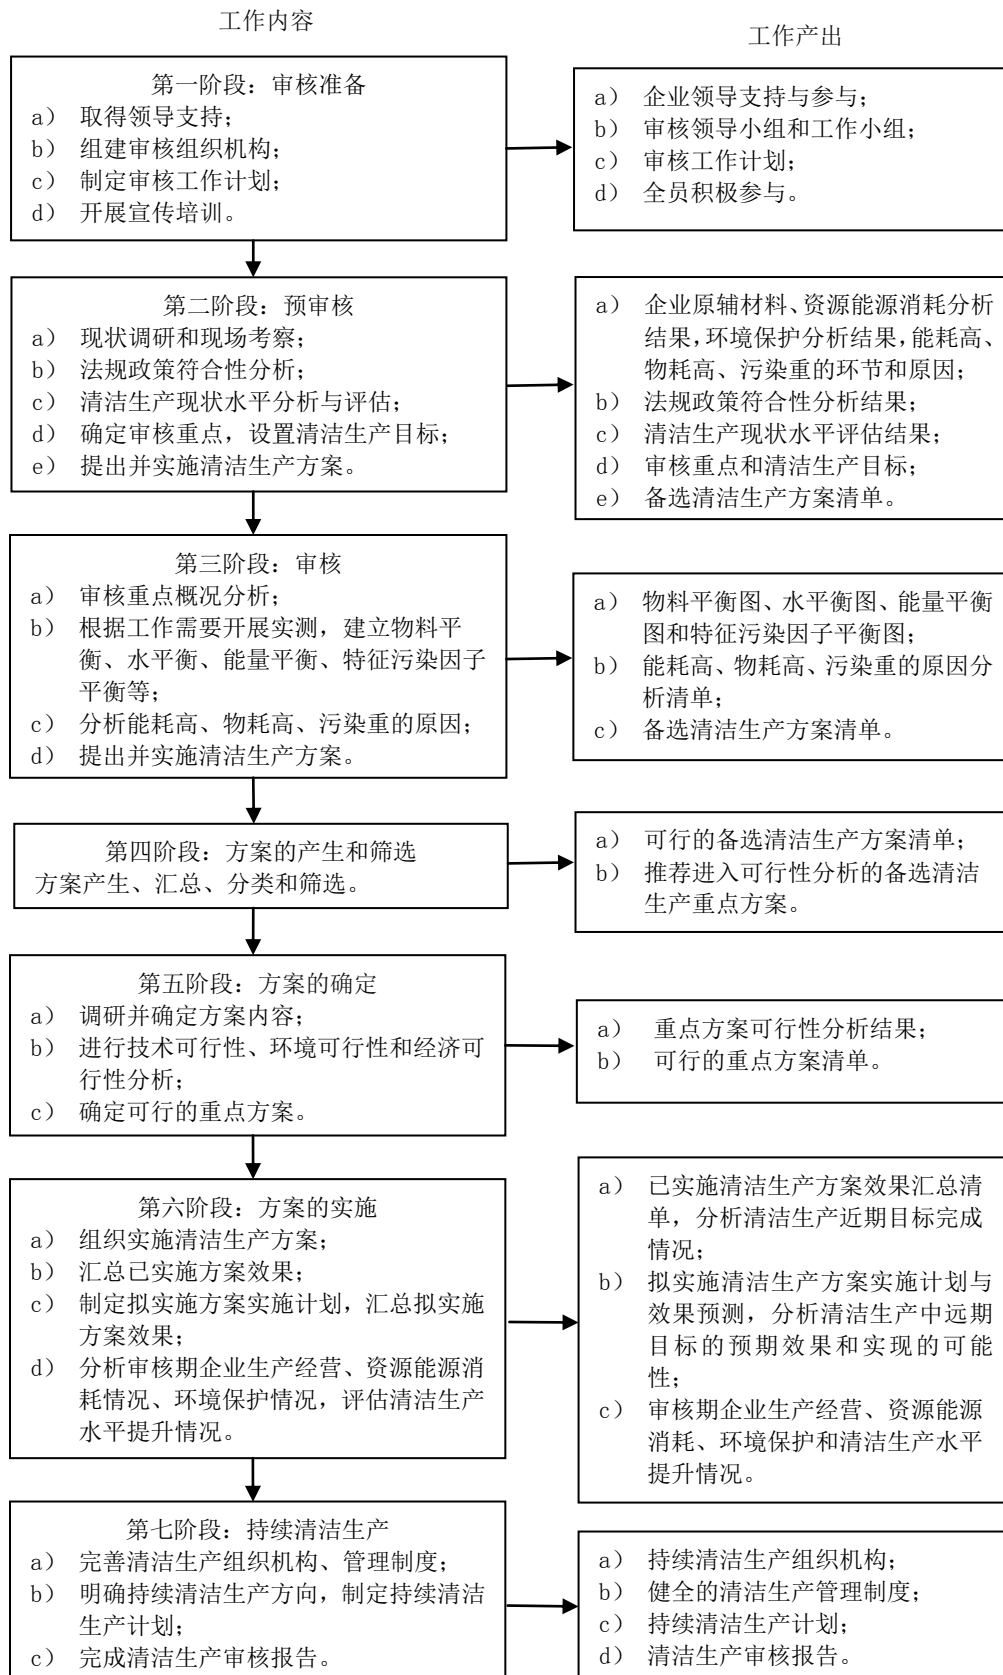 工作内容
工作产出
第一阶段：审核准备
a） 取得领导支持；
b） 组建审核组织机构；
c） 制定审核工作计划；
d） 开展宣传培训。
a） 企业领导支持与参与；
b） 审核领导小组和工作小组；
c） 审核工作计划；
d） 全员积极参与。
第二阶段：预审核
a） 现状调研和现场考察；
b） 法规政策符合性分析；
c） 清洁生产现状水平分析与评估；
d） 确定审核重点，设置清洁生产目标；
e） 提出并实施清洁生产方案。
a） 企业原辅材料、资源能源消耗分析
结果，环境保护分析结果，能耗高、
物耗高、污染重的环节和原因；
b） 法规政策符合性分析结果；
c） 清洁生产现状水平评估结果；
d） 审核重点和清洁生产目标；
e） 备选清洁生产方案清单。
第三阶段：审核
a） 审核重点概况分析；
b） 根据工作需要开展实测，建立物料平
衡、水平衡、能量平衡、特征污染因子
平衡等；
c） 分析能耗高、物耗高、污染重的原因；
d） 提出并实施清洁生产方案。
a） 物料平衡图、水平衡图、能量平衡
图和特征污染因子平衡图；
b） 能耗高、物耗高、污染重的原因分
析清单；
c） 备选清洁生产方案清单。
第四阶段：方案的产生和筛选
方案产生、汇总、分类和筛选。
a） 可行的备选清洁生产方案清单；
b） 推荐进入可行性分析的备选清洁
生产重点方案。
第五阶段：方案的确定
a） 调研并确定方案内容；
b） 进行技术可行性、环境可行性和经济可
行性分析；
c） 确定可行的重点方案。
a） 重点方案可行性分析结果；
b） 可行的重点方案清单。
第六阶段：方案的实施
a） 组织实施清洁生产方案；
b） 汇总已实施方案效果；
c） 制定拟实施方案实施计划，汇总拟实施
方案效果；
d） 分析审核期企业生产经营、资源能源消
耗情况、环境保护情况，评估清洁生产
水平提升情况。
a） 已实施清洁生产方案效果汇总清
单，分析清洁生产近期目标完成
情况；
b） 拟实施清洁生产方案实施计划与
效果预测，分析清洁生产中远期
目标的预期效果和实现的可能
性；
c） 审核期企业生产经营、资源能源
消耗、环境保护和清洁生产水平
提升情况。
第七阶段：持续清洁生产
a） 完善清洁生产组织机构、管理制度；
b） 明确持续清洁生产方向，制定持续清洁
生产计划；
c） 完成清洁生产审核报告。
a） 持续清洁生产组织机构；
b） 健全的清洁生产管理制度；
c） 持续清洁生产计划；
d） 清洁生产审核报告。